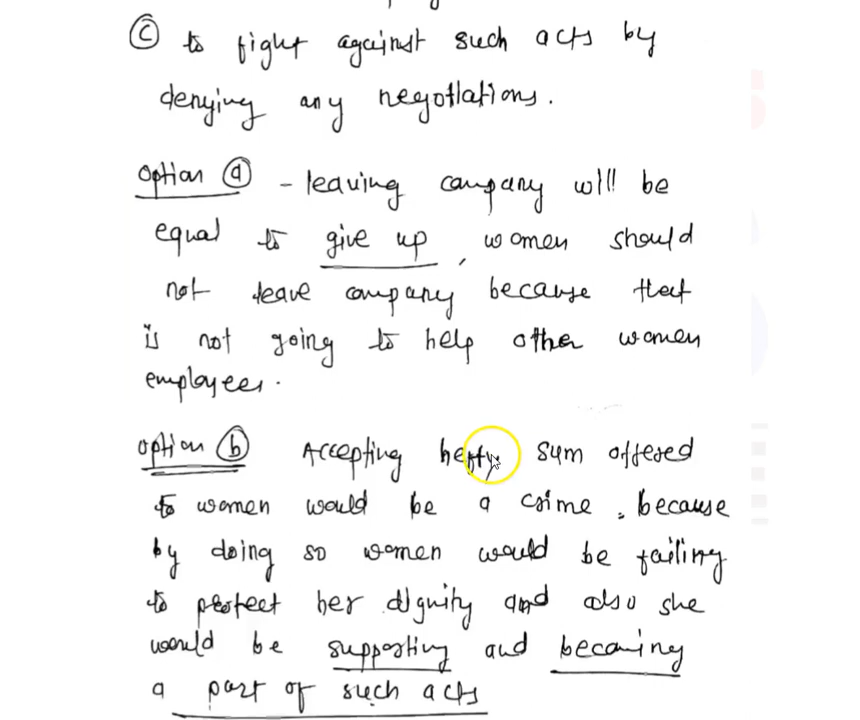 (c) to fight against such acts by
denying any negotiations.
option (a) - leaving company will be
equal to give up, women should
not leave company because that
is not going to help other women
employees.
option (b) Accepting hefty sum offered
to women would be a crime. because
by doing so women would be failing
to protect her dignity and also she
would be supporting and becoming
a part of such acts